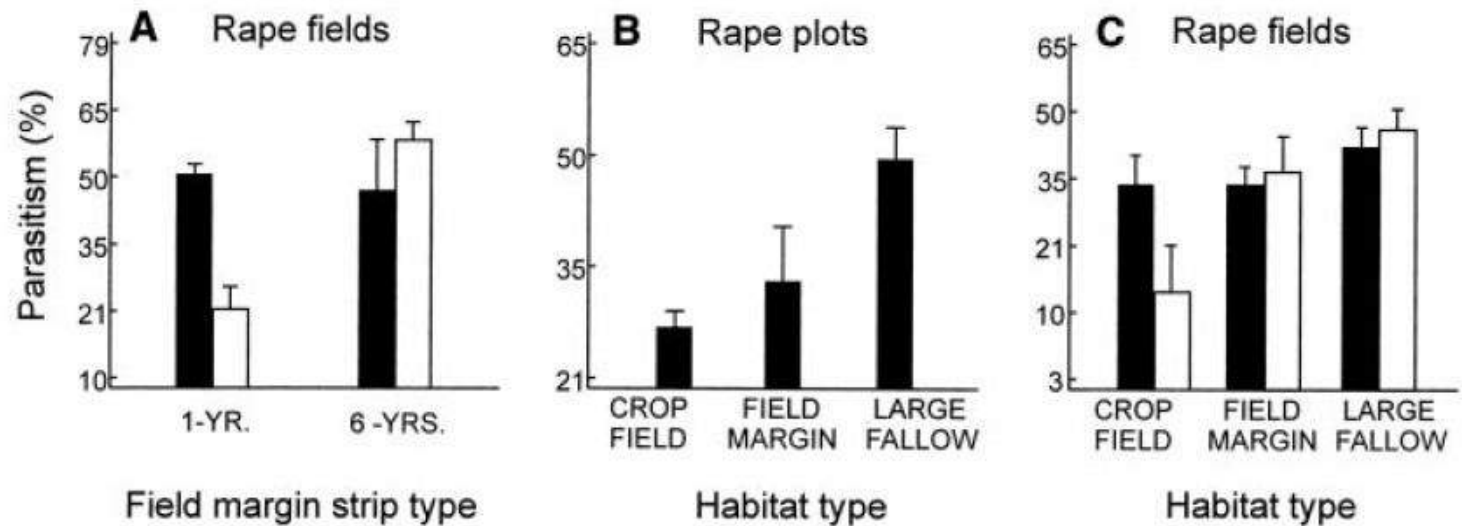 A Rape fields
Parasitism (%)
79
65
50
35
21
10
1-YR. 6 -YRS.
Field margin strip type
B Rape plots
65
50
35
21
CROP FIELD LARGE
FIELD MARGIN FALLOW
Habitat type
C Rape fields
65
50
35
21
10
3
CROP FIELD LARGE
FIELD MARGIN FALLOW
Habitat type